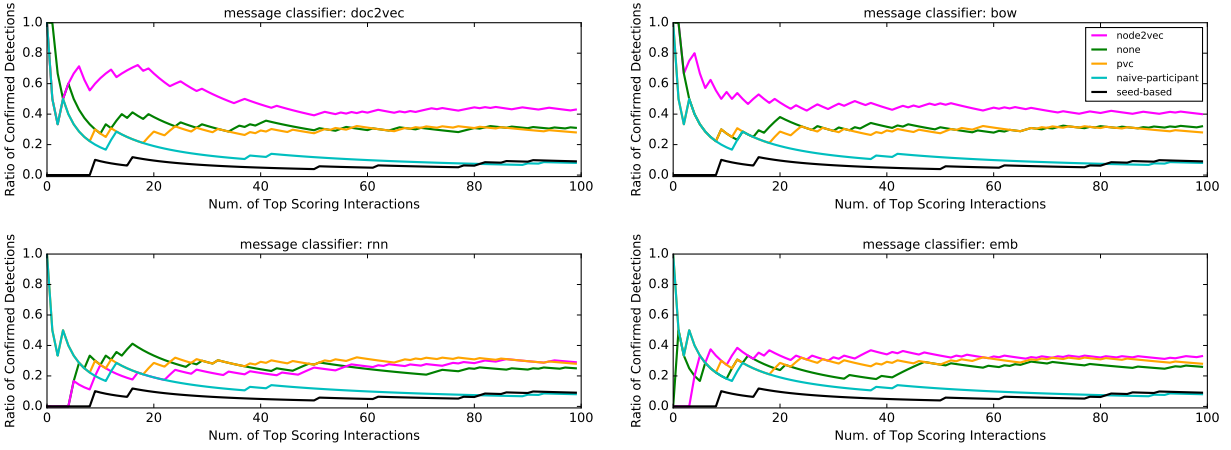 message classifier: doc2vec
Ratio of Confirmed Detections
1.0
0.8
0.6
0.4
0.2
0.0
0 20 40 60 80 100
Num. of Top Scoring Interactions
message classifier: bow
Ratio of Confirmed Detections
1.0
0.8
0.6
0.4
0.2
0.0
node2vec
none
pvc
naive-participant
seed-based
0 20 40 60 80 100
Num. of Top Scoring Interactions
message classifier: rnn
Ratio of Confirmed Detections
1.0
0.8
0.6
0.4
0.2
0.0
0 20 40 60 80 100
Num. of Top Scoring Interactions
message classifier: emb
Ratio of Confirmed Detections
1.0
0.8
0.6
0.4
0.2
0.0
0 20 40 60 80 100
Num. of Top Scoring Interactions